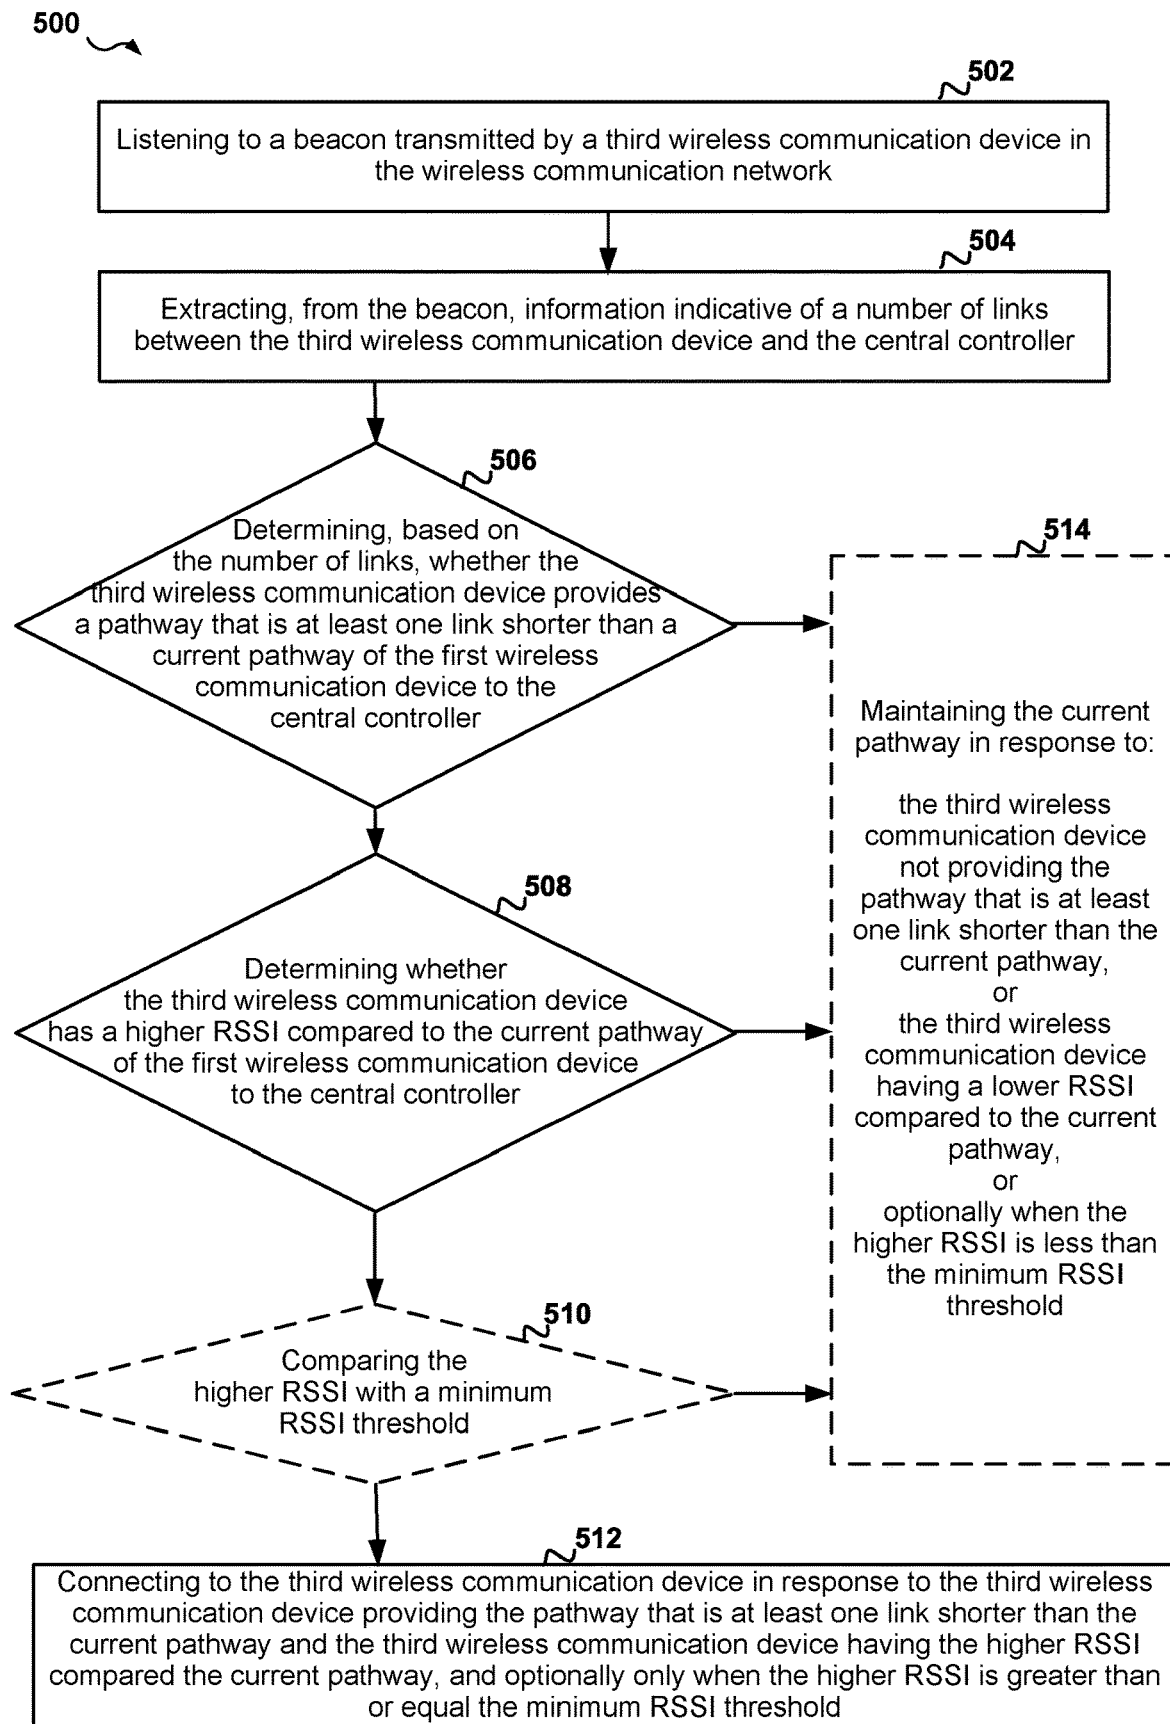 500
502
Listening to a beacon transmitted by a third wireless communication device in
the wireless communication network
504
Extracting, from the beacon, information indicative of a number of links
between the third wireless communication device and the central controller
506
Determining, based on
the number of links, whether the
third wireless communication device provides
a pathway that is at least one link shorter than a
current pathway of the first wireless
communication device to the
central controller
508
Determining whether
the third wireless communication device
has a higher RSSI compared to the current pathway
of the first wireless communication device
to the central controller
510
Comparing the
higher RSSI with a minimum
RSSI threshold
514
Maintaining the current
pathway in response to:
the third wireless
communication device
not providing the
pathway that is at least
one link shorter than the
current pathway,
or
the third wireless
communication device
having a lower RSSI
compared to the current
pathway,
or
optionally when the
higher RSSI is less than
the minimum RSSI
threshold
512
Connecting to the third wireless communication device in response to the third wireless
communication device providing the pathway that is at least one link shorter than the
current pathway and the third wireless communication device having the higher RSSI
compared the current pathway, and optionally only when the higher RSSI is greater than
or equal the minimum RSSI threshold